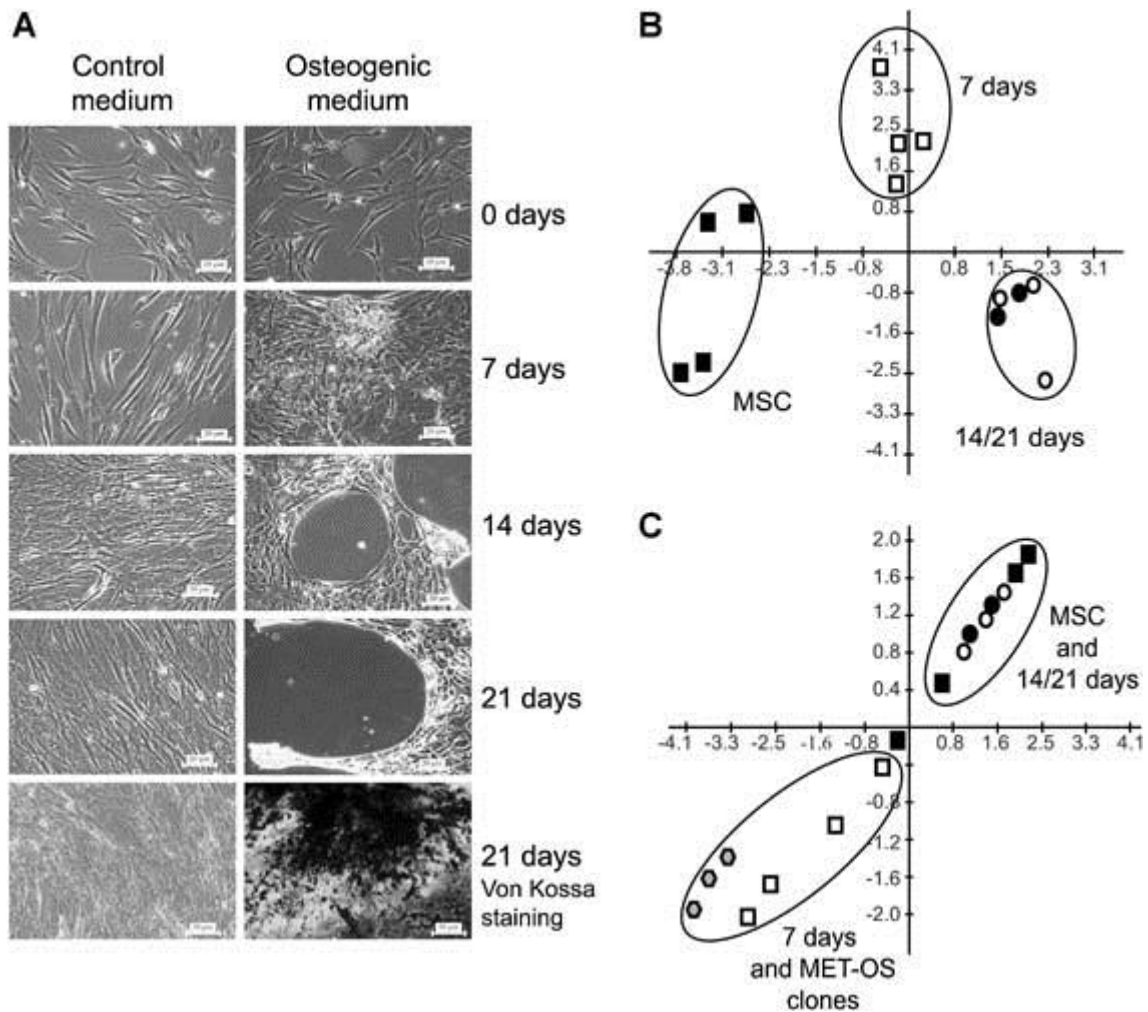 A
Control
medium
Osteogenic
medium
0 days
7 days
14 days
21 days
21 days
Von Kossa
staining
B
4.1
3.3
2.5
1.6
0.8
-3.8 -3.1 -2.3 -1.5 -0.8 0.8 1.5 2.3 3.1
-0.8
-1.6
-2.5
-3.3
-4.1
7 days
MSC
14/21 days
C
2.0
1.6
1.2
0.8
0.4
-4.1 -3.3 -2.5 -1.6 -0.8 0.8 1.6 2.5 3.3 4.1
-0.8
-1.2
-1.6
-2.0
MSC
and
14/21 days
7 days
and MET-OS
clones